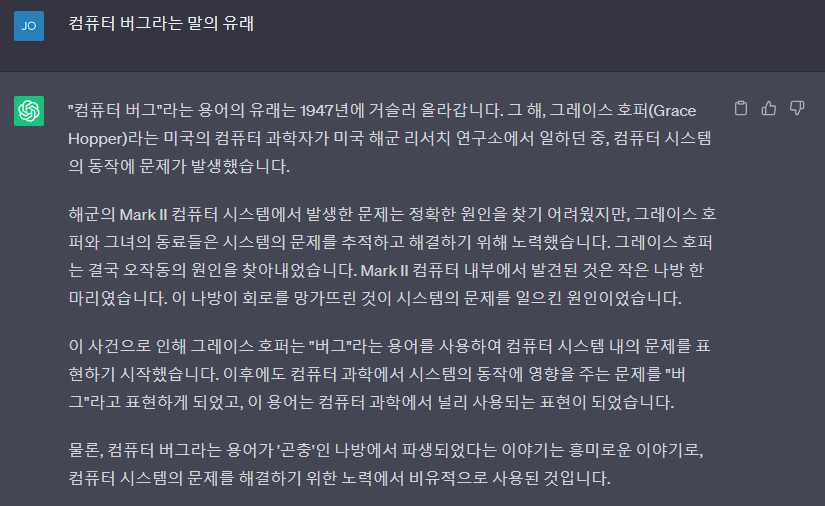 JO
컴퓨터 버그라는 말의 유래
"컴퓨터 버그"라는 용어의 유래는 1947년에 거슬러 올라갑니다. 그 해, 그레이스 호퍼(Grace
Hopper)라는 미국의 컴퓨터 과학자가 미국 해군 리서치 연구소에서 일하던 중, 컴퓨터 시스템
의 동작에 문제가 발생했습니다.
해군의 Mark II 컴퓨터 시스템에서 발생한 문제는 정확한 원인을 찾기 어려웠지만, 그레이스 호
퍼와 그녀의 동료들은 시스템의 문제를 추적하고 해결하기 위해 노력했습니다. 그레이스 호퍼
는 결국 오작동의 원인을 찾아내었습니다. Mark II 컴퓨터 내부에서 발견된 것은 작은 나방 한
마리였습니다. 이 나방이 회로를 망가뜨린 것이 시스템의 문제를 일으킨 원인이었습니다.
이 사건으로 인해 그레이스 호퍼는 "버그"라는 용어를 사용하여 컴퓨터 시스템 내의 문제를 표
현하기 시작했습니다. 이후에도 컴퓨터 과학에서 시스템의 동작에 영향을 주는 문제를 "버
그"라고 표현하게 되었고, 이 용어는 컴퓨터 과학에서 널리 사용되는 표현이 되었습니다.
물론, 컴퓨터 버그라는 용어가 '곤충'인 나방에서 파생되었다는 이야기는 흥미로운 이야기로,
컴퓨터 시스템의 문제를 해결하기 위한 노력에서 비유적으로 사용된 것입니다.